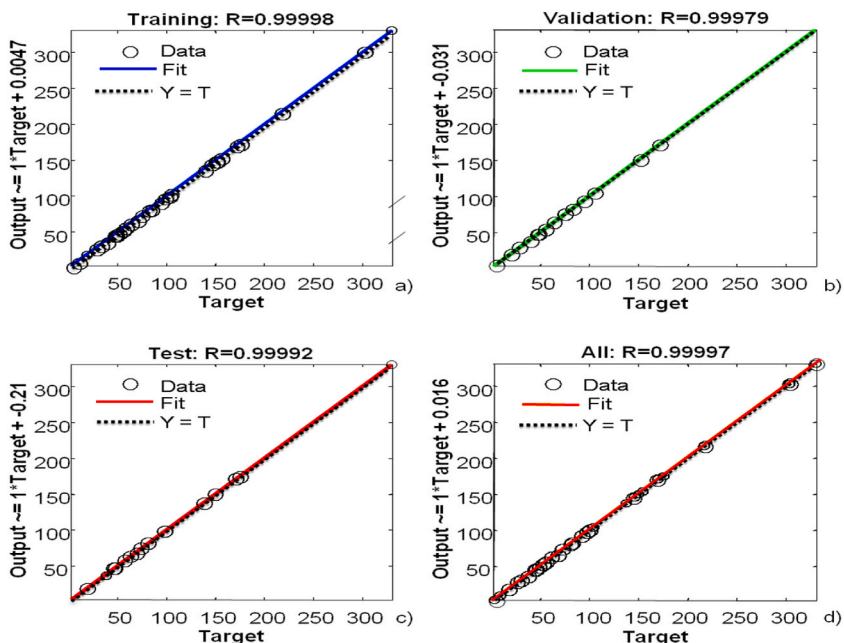 Training: R=0.99998
Output ~= 1*Target + 0.0047
300
250
200
150
100
50
Data
Fit
Y = T
50 100 150 200 250 300
Target
a)
Validation: R=0.99979
Output ~= 1*Target + -0.031
300
250
200
150
100
50
Data
Fit
Y = T
50 100 150 200 250 300
Target
b)
Test: R=0.99992
Output ~= 1*Target + -0.21
300
250
200
150
100
50
Data
Fit
Y = T
50 100 150 200 250 300
Target
c)
All: R=0.99997
Output ~= 1*Target + 0.016
300
250
200
150
100
50
Data
Fit
Y = T
50 100 150 200 250 300
Target
d)